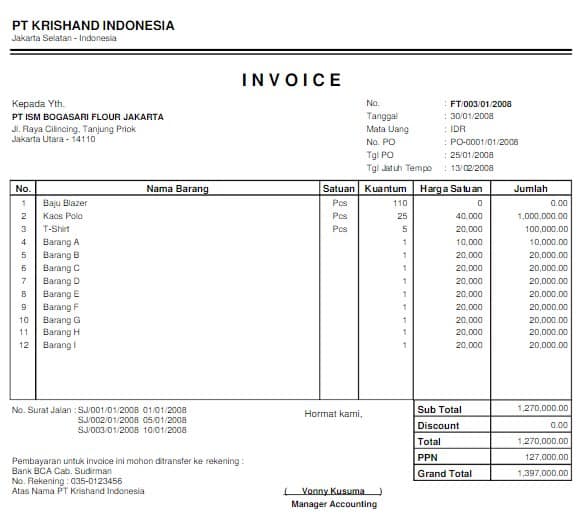 PT KRISHAND INDONESIA
Jakarta Selatan - Indonesia
INVOICE
Kepada Yth.
PT ISM BOGASARI FLOUR JAKARTA
Jl. Raya Cilincing, Tanjung Priok
Jakarta Utara - 14110
No. : FT/003/01/2008
Tanggal : 30/01/2008
Mata Uang : IDR
No. PO : PO-0001/01/2008
Tgl PO : 25/01/2008
Tgl Jatuh Tempo : 13/02/2008
No. Nama Barang Satuan Kuantum Harga Satuan Jumlah
1 Baju Blazer Pcs 110 0 0.00
2 Kaos Polo Pcs 25 40,000 1,000,000.00
3 T-Shirt Pcs 5 20,000 100,000.00
4 Barang A 1 10,000 10,000.00
5 Barang B 1 20,000 20,000.00
6 Barang C 1 20,000 20,000.00
7 Barang D 1 20,000 20,000.00
8 Barang E 1 20,000 20,000.00
9 Barang F 1 20,000 20,000.00
10 Barang G 1 20,000 20,000.00
11 Barang H 1 20,000 20,000.00
12 Barang I 1 20,000 20,000.00
No. Surat Jalan : SJ/001/01/2008 01/01/2008
SJ/002/01/2008 05/01/2008
SJ/003/01/2008 10/01/2008
Hormat kami,
Sub Total 1,270,000.00
Discount 0.00
Total 1,270,000.00
PPN 127,000.00
Grand Total 1,397,000.00
Pembayaran untuk invoice ini mohon ditransfer ke rekening :
Bank BCA Cab. Sudirman
No. Rekening : 035-0123456
Atas Nama PT Krishand Indonesia
( Vonny Kusuma )
Manager Accounting